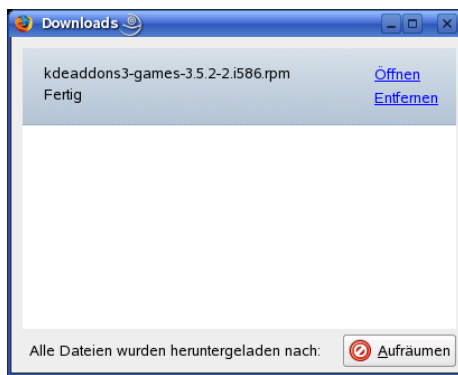 Downloads
kdeaddons3-games-3.5.2-2.i586.rpm
Öffnen
Fertig
Entfernen
Alle Dateien wurden heruntergeladen nach:
Aufräumen